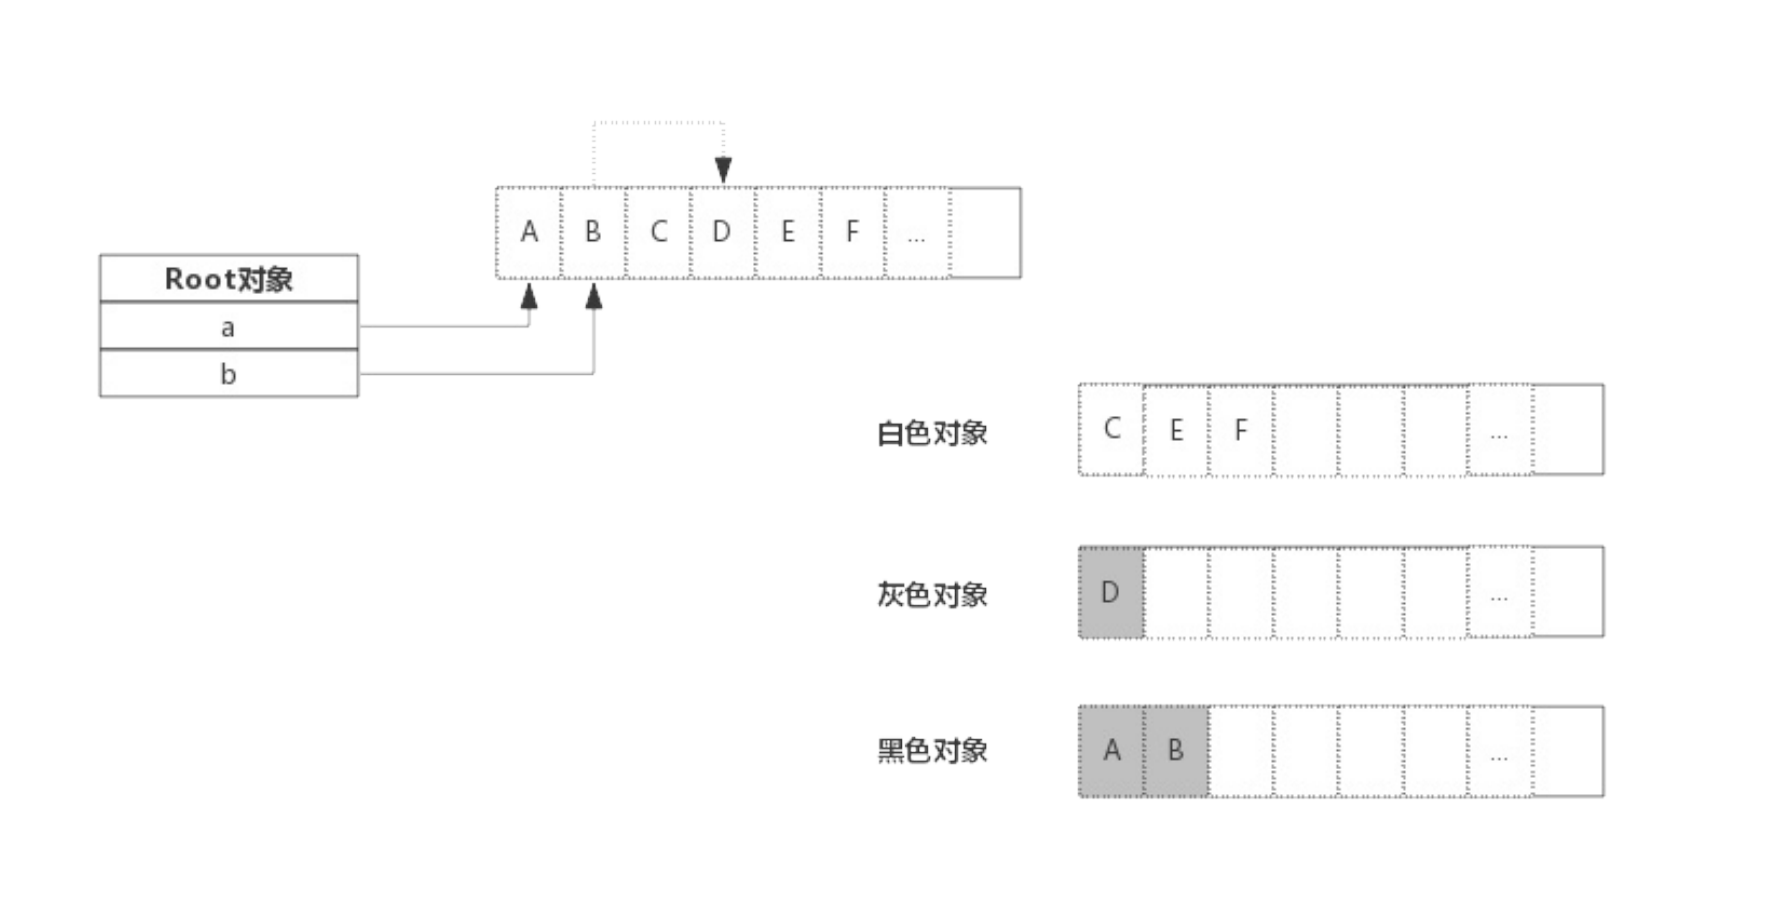 A B C D E F ...
Root对象
a
b
白色对象 C E F ...
灰色对象 D ...
黑色对象 A B ...